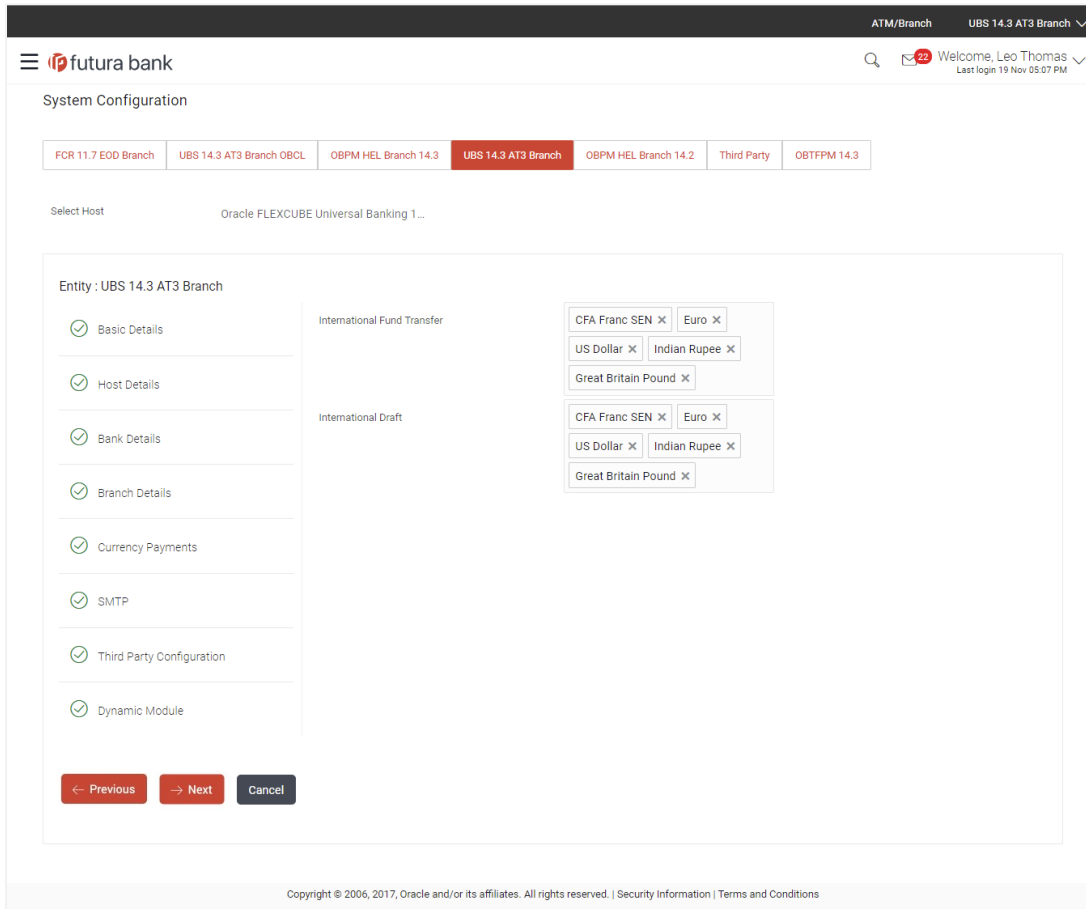 ATM/Branch UBS 14.3 AT3 Branch
futura bank
22 Welcome, Leo Thomas
Last login 19 Nov 05:07 PM
System Configuration
FCR 11.7 EOD Branch UBS 14.3 AT3 Branch OBCL OBPM HEL Branch 14.3 UBS 14.3 AT3 Branch OBPM HEL Branch 14.2 Third Party OBTFPM 14.3
Select Host Oracle FLEXCUBE Universal Banking 1...
Entity : UBS 14.3 AT3 Branch
Basic Details
Host Details
Bank Details
Branch Details
Currency Payments
SMTP
Third Party Configuration
Dynamic Module
International Fund Transfer
CFA Franc SEN × Euro ×
US Dollar × Indian Rupee ×
Great Britain Pound ×
International Draft
CFA Franc SEN × Euro ×
US Dollar × Indian Rupee ×
Great Britain Pound ×
← Previous → Next Cancel
Copyright © 2006, 2017, Oracle and/or its affiliates. All rights reserved. | Security Information | Terms and Conditions